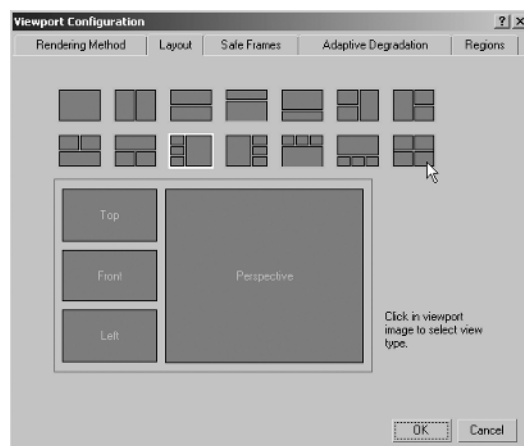 Viewport Configuration
Rendering Method Layout Safe Frames Adaptive Degradation Regions
Top
Front
Perspective
Left
Click in viewport
image to select view
type.
OK Cancel